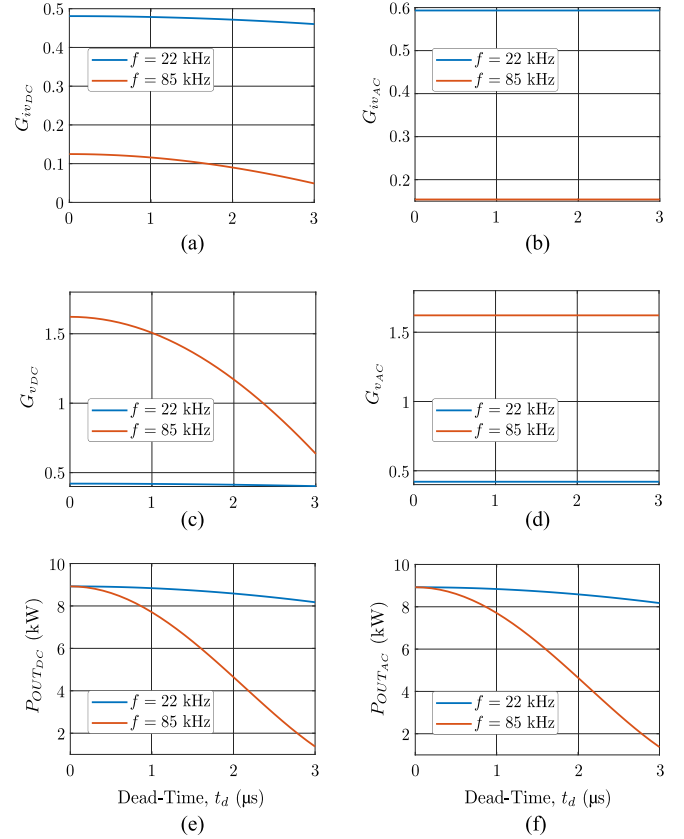 0.5
0.4
0.3
0.2
0.1
0
G_{iv_{DC}}
f = 22 kHz
f = 85 kHz
0 1 2 3
(a)
0.6
0.5
0.4
0.3
0.2
G_{iv_{AC}}
f = 22 kHz
f = 85 kHz
0 1 2 3
(b)
1.5
1
0.5
G_{v_{DC}}
f = 22 kHz
f = 85 kHz
0 1 2 3
(c)
1.5
1
0.5
G_{v_{AC}}
f = 22 kHz
f = 85 kHz
0 1 2 3
(d)
10
8
6
4
2
P_{OUT_{DC}} (kW)
f = 22 kHz
f = 85 kHz
0 1 2 3
Dead-Time, t_d (μs)
(e)
10
8
6
4
2
P_{OUT_{AC}} (kW)
f = 22 kHz
f = 85 kHz
0 1 2 3
Dead-Time, t_d (μs)
(f)